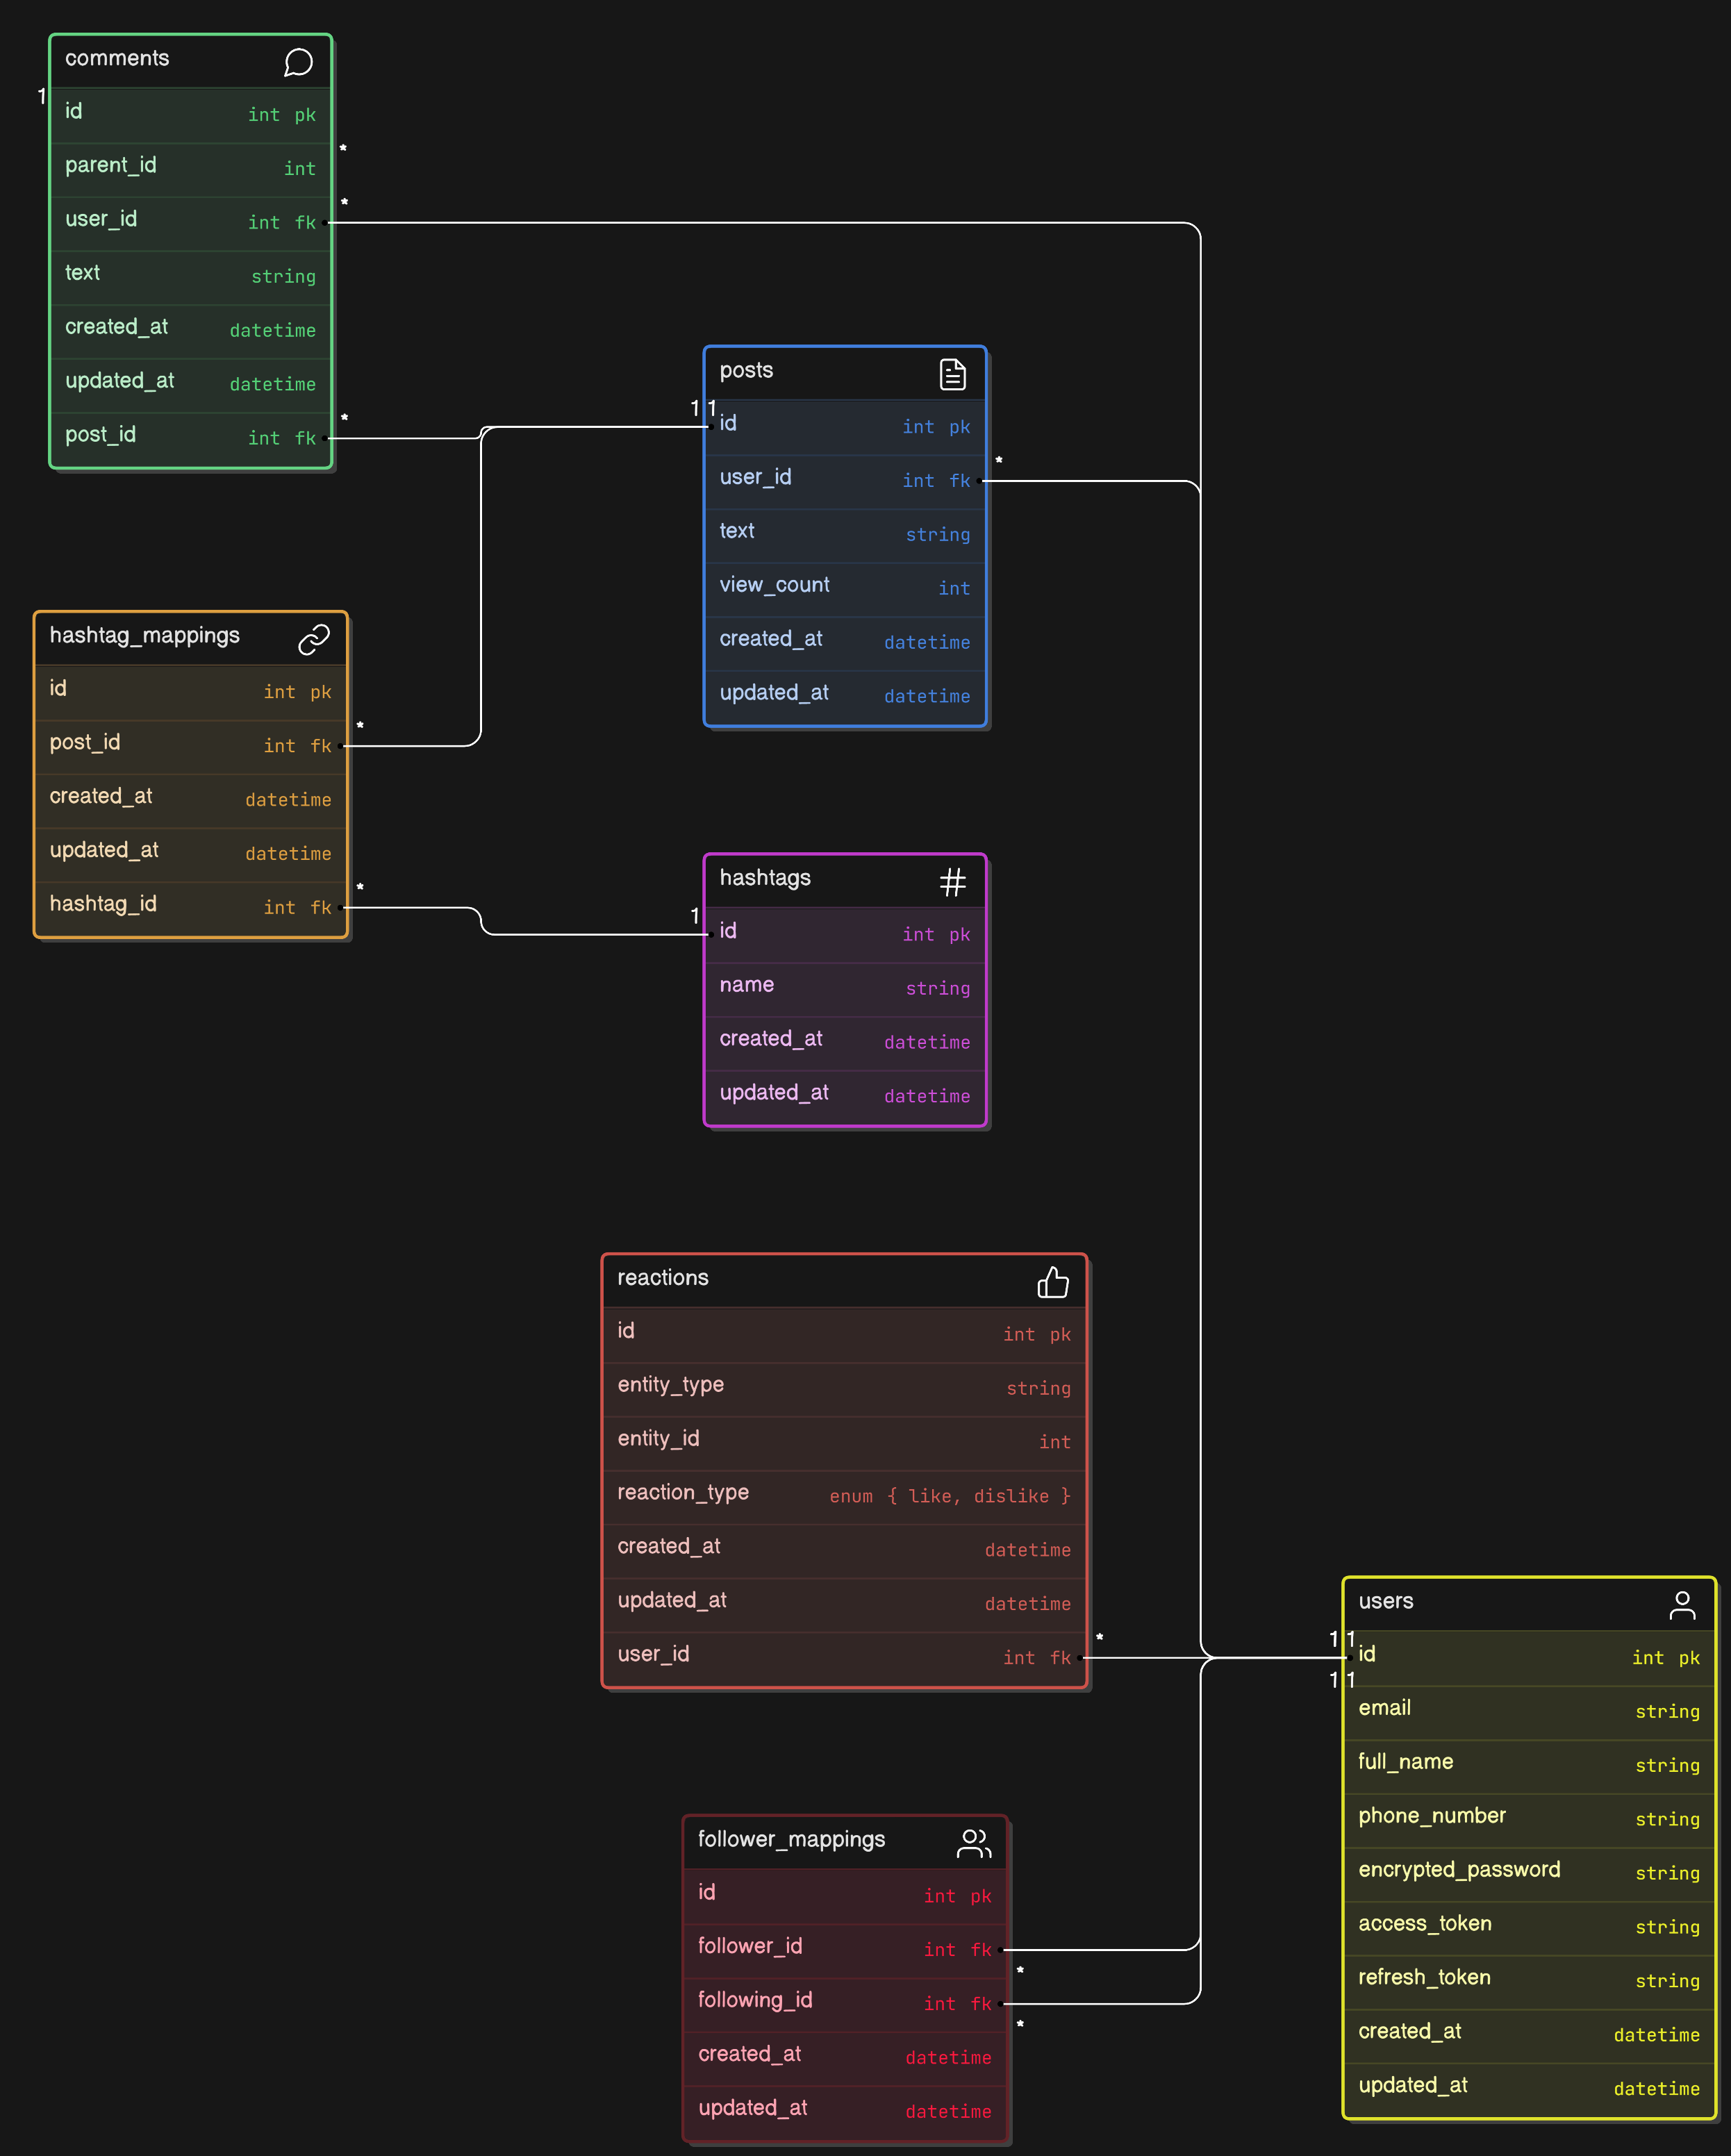 comments
1
id int pk
*
parent_id int
*
user_id int fk
text string
created_at datetime
updated_at datetime
*
post_id int fk
posts
1 1
id int pk
*
user_id int fk
text string
view_count int
created_at datetime
updated_at datetime
hashtag_mappings
id int pk
*
post_id int fk
created_at datetime
updated_at datetime
*
hashtag_id int fk
hashtags
1
id int pk
name string
created_at datetime
updated_at datetime
reactions
id int pk
entity_type string
entity_id int
reaction_type enum { like, dislike }
created_at datetime
updated_at datetime
*
user_id int fk
users
1 1
id int pk
1 1
email string
full_name string
phone_number string
encrypted_password string
access_token string
refresh_token string
created_at datetime
updated_at datetime
follower_mappings
id int pk
follower_id int fk
*
following_id int fk
*
created_at datetime
updated_at datetime